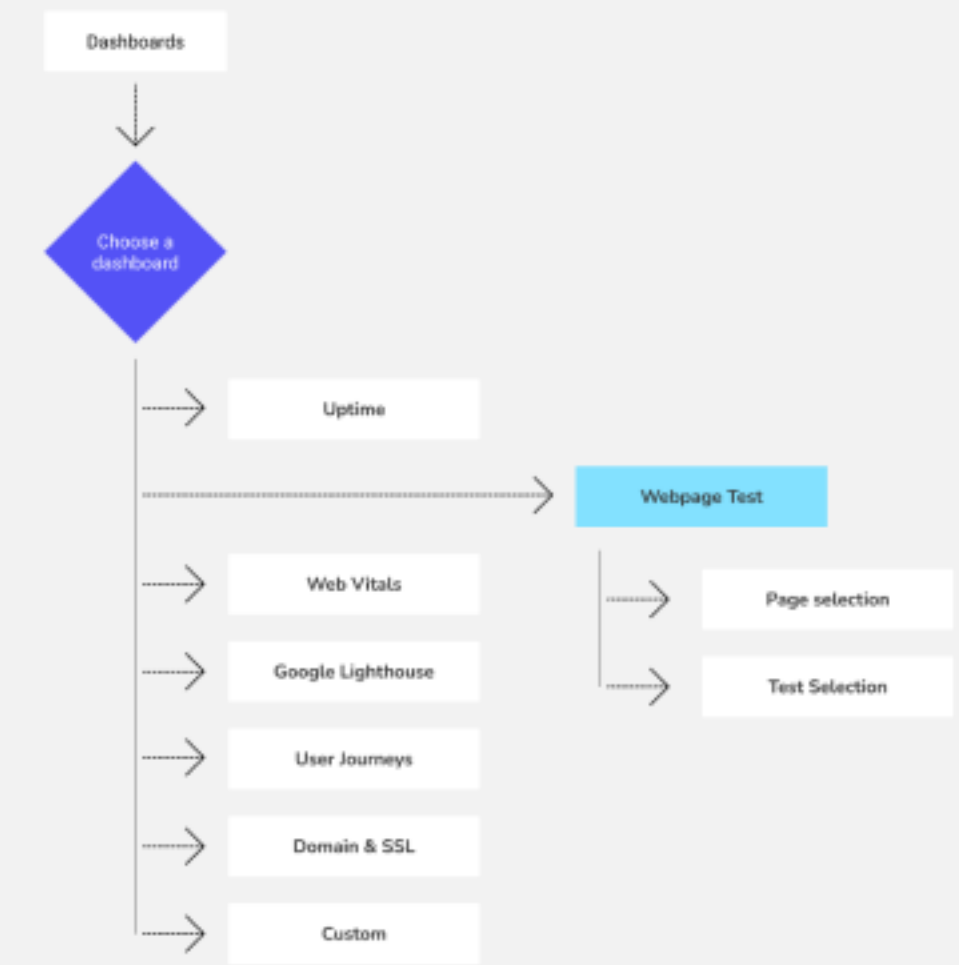 Dashboards
Choose a
dashboard
Uptime
Webpage Test
Web Vitals
Page selection
Google Lighthouse
Test Selection
User Journeys
Domain & SSL
Custom